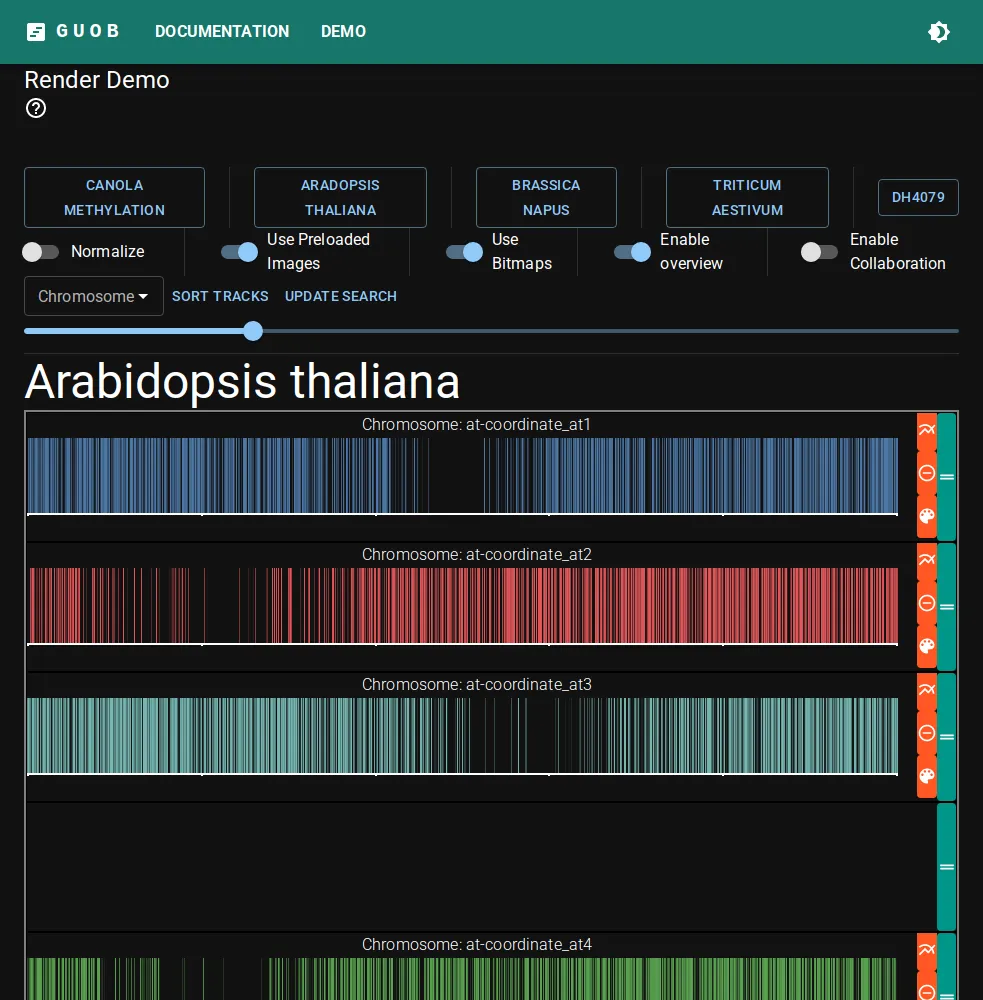 GUOB DOCUMENTATION DEMO
Render Demo
CANOLA
METHYLATION
ARADOPSIS
THALIANA
BRASSICA
NAPUS
TRITICUM
AESTIVUM
DH4079
Normalize
Use Preloaded
Images
Use
Bitmaps
Enable
overview
Enable
Collaboration
Chromosome SORT TRACKS UPDATE SEARCH
Arabidopsis thaliana
Chromosome: at-coordinate_at1
Chromosome: at-coordinate_at2
Chromosome: at-coordinate_at3
Chromosome: at-coordinate_at4